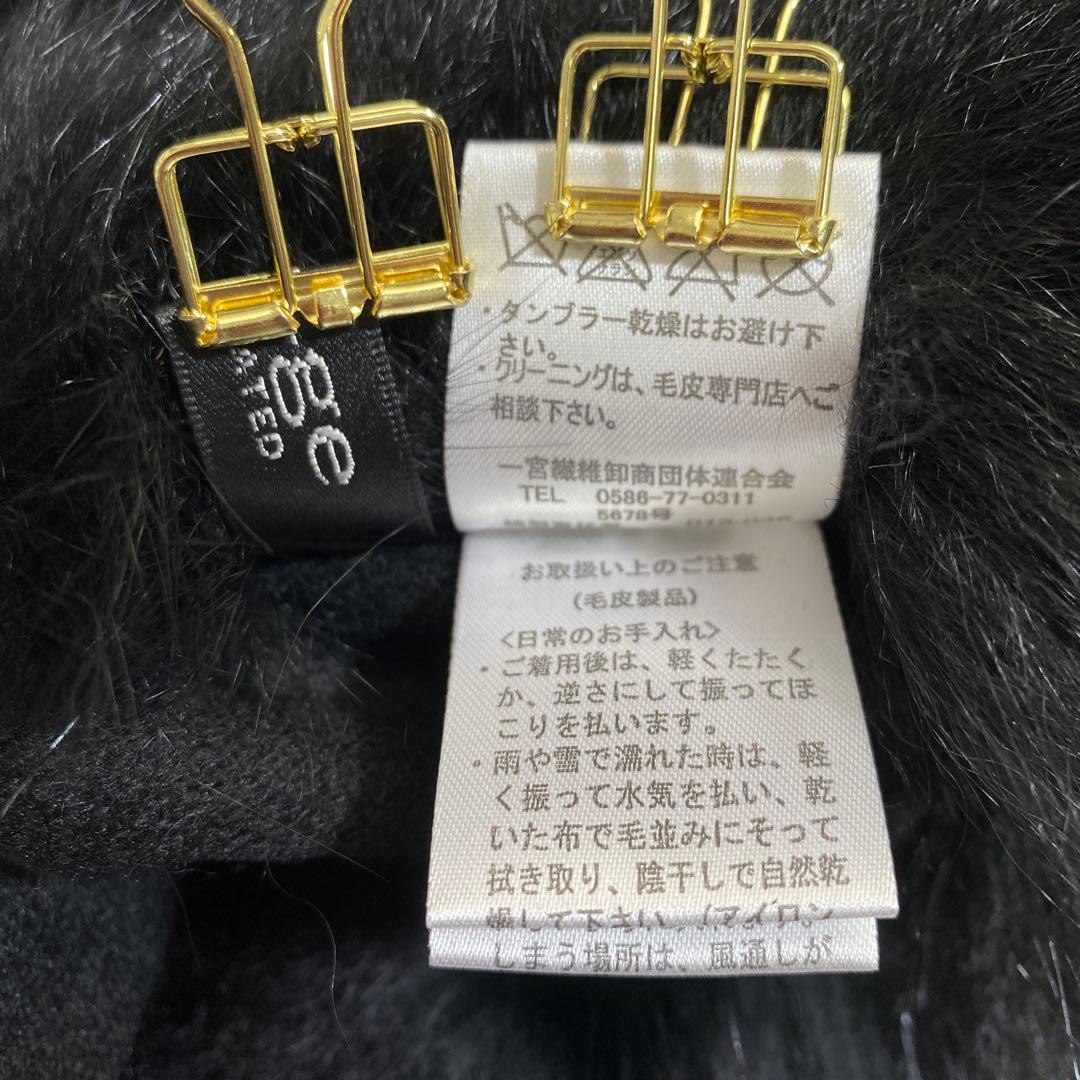 ge
TED
・タンブラー乾燥はお避け下
さい。
・クリーニングは、毛皮専門店へご
相談下さい。
一宮繊維卸商団体連合会
TEL 0586-77-0311
5678号
お取扱い上のご注意
(毛皮製品)
<日常のお手入れ>
・ご着用後は、軽くたたく
か、逆さにして振ってほ
こりを払います。
・雨や雪で濡れた時は、軽
く振って水気を払い、乾
いた布で毛並みにそって
拭き取り、陰干しで自然乾
燥して下さい。(アイロン
しまう場所は、風通しが